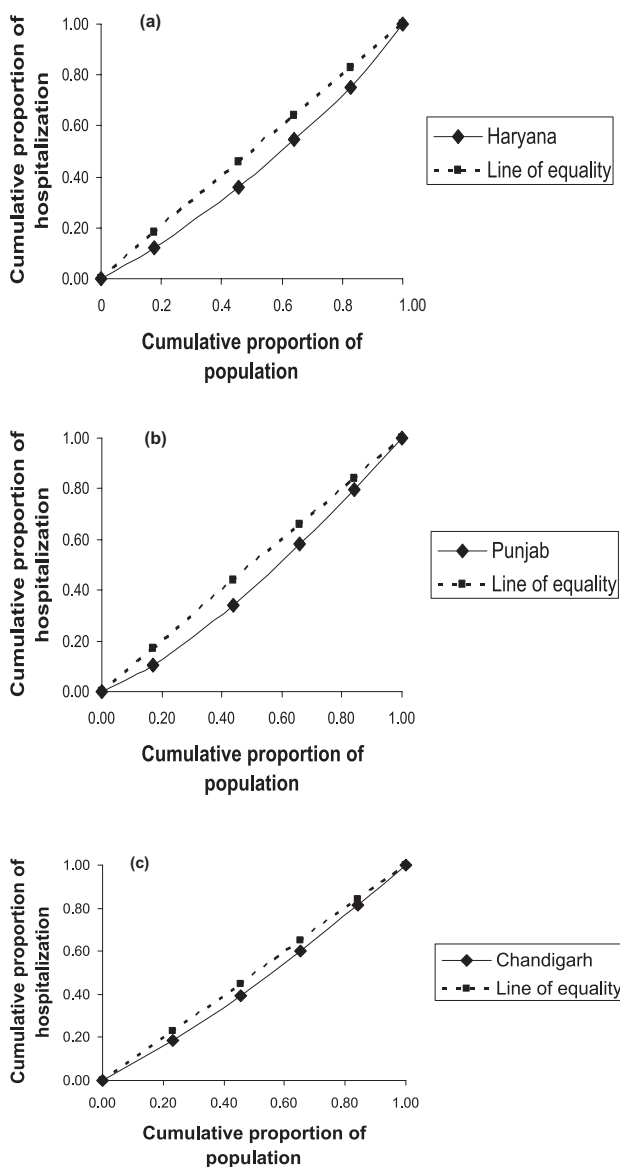 (a)
Cumulative proportion of
hospitalization
1.00
0.80
0.60
0.40
0.20
0.00
0 0.2 0.4 0.6 0.8 1.00
Cumulative proportion of
population
Haryana
Line of equality
(b)
Cumulative proportion of
hospitalization
1.00
0.80
0.60
0.40
0.20
0.00
0.00 0.20 0.40 0.60 0.80 1.00
Cumulative proportion of
population
Punjab
Line of equality
(c)
Cumulative proportion of
hospitalization
1.00
0.80
0.60
0.40
0.20
0.00
0.00 0.20 0.40 0.60 0.80 1.00
Cumulative proportion of
population
Chandigarh
Line of equality